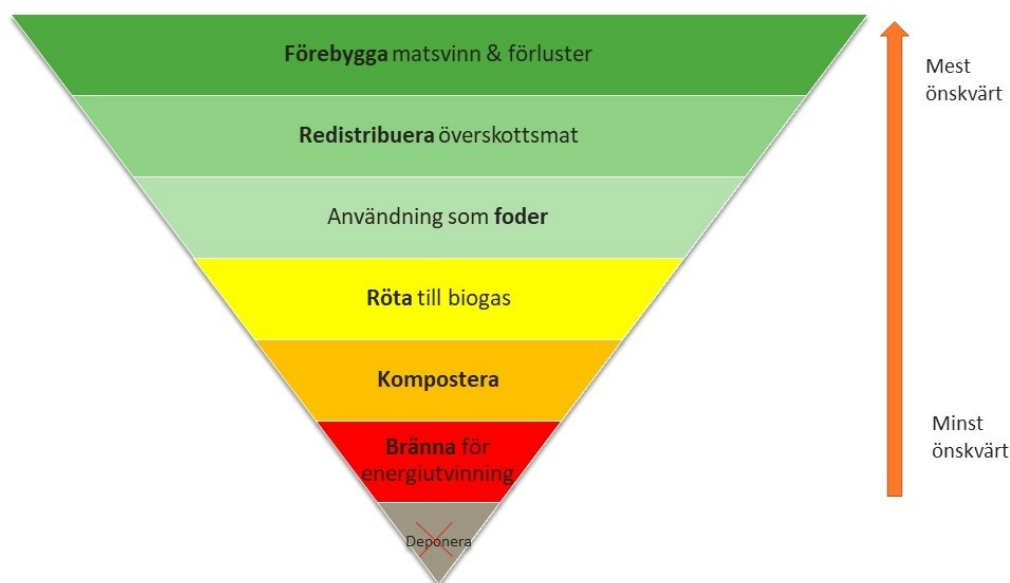 Förebygga matsvinn & förluster
Mest
önskvärt
Redistribuera överskottsmat
Användning som foder
Röta till biogas
Kompostera
Minst
önskvärt
Bränna för
energiutvinning
Deponera